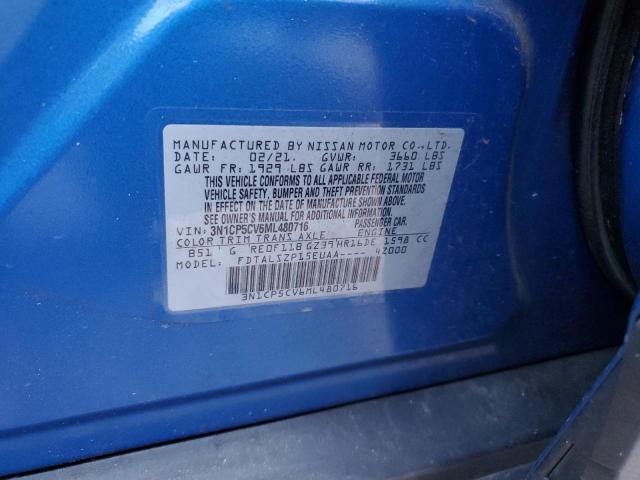 MANUFACTURED BY NISSAN MOTOR CO.,LTD.
DATE: 02/21. GVWR: 3660 LBS
GAWR FR: 1929 LBS GAWR RR: 1731 LBS
THIS VEHICLE CONFORMS TO ALL APPLICABLE FEDERAL MOTOR
VEHICLE SAFETY, BUMPER AND THEFT PREVENTION STANDARDS
IN EFFECT ON THE DATE OF MANUFACTURE SHOWN ABOVE.
SEE OWNER'S MANUAL FOR ADDITIONAL INFORMATION.
VIN: 3N1CP5CV6ML480716 PASSENGER CAR.
COLOR TRIM TRANS AXLE ENGINE
B51 G RE0F11B GZ39 HR16DE 1598 CC
FDTALSZP15EUAA---- 42000
3N1CP5CV6ML480716